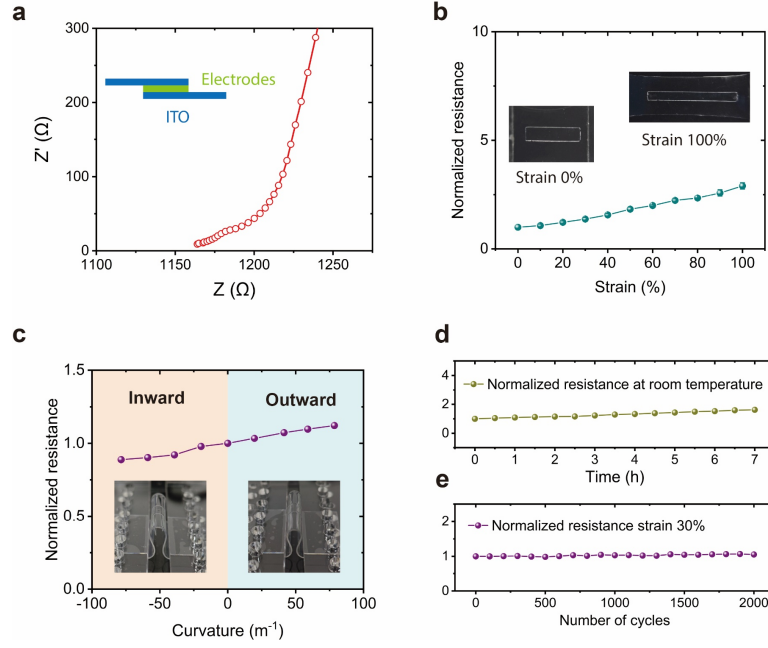 a
300
200
100
0
Z' (Ω)
Electrodes
ITO
1100
1150
1200
1250
Z (Ω)
b
10
5
0
Normalized resistance
Strain 0%
Strain 100%
0
20
40
60
80
100
Strain (%)
c
1.5
1.0
0.5
0.0
Normalized resistance
Inward
Outward
-100
-50
0
50
100
Curvature (m⁻¹)
d
4
2
0
Normalized resistance at room temperature
0 1 2 3 4 5 6 7
Time (h)
e
2
1
0
Normalized resistance strain 30%
0 500 1000 1500 2000
Number of cycles